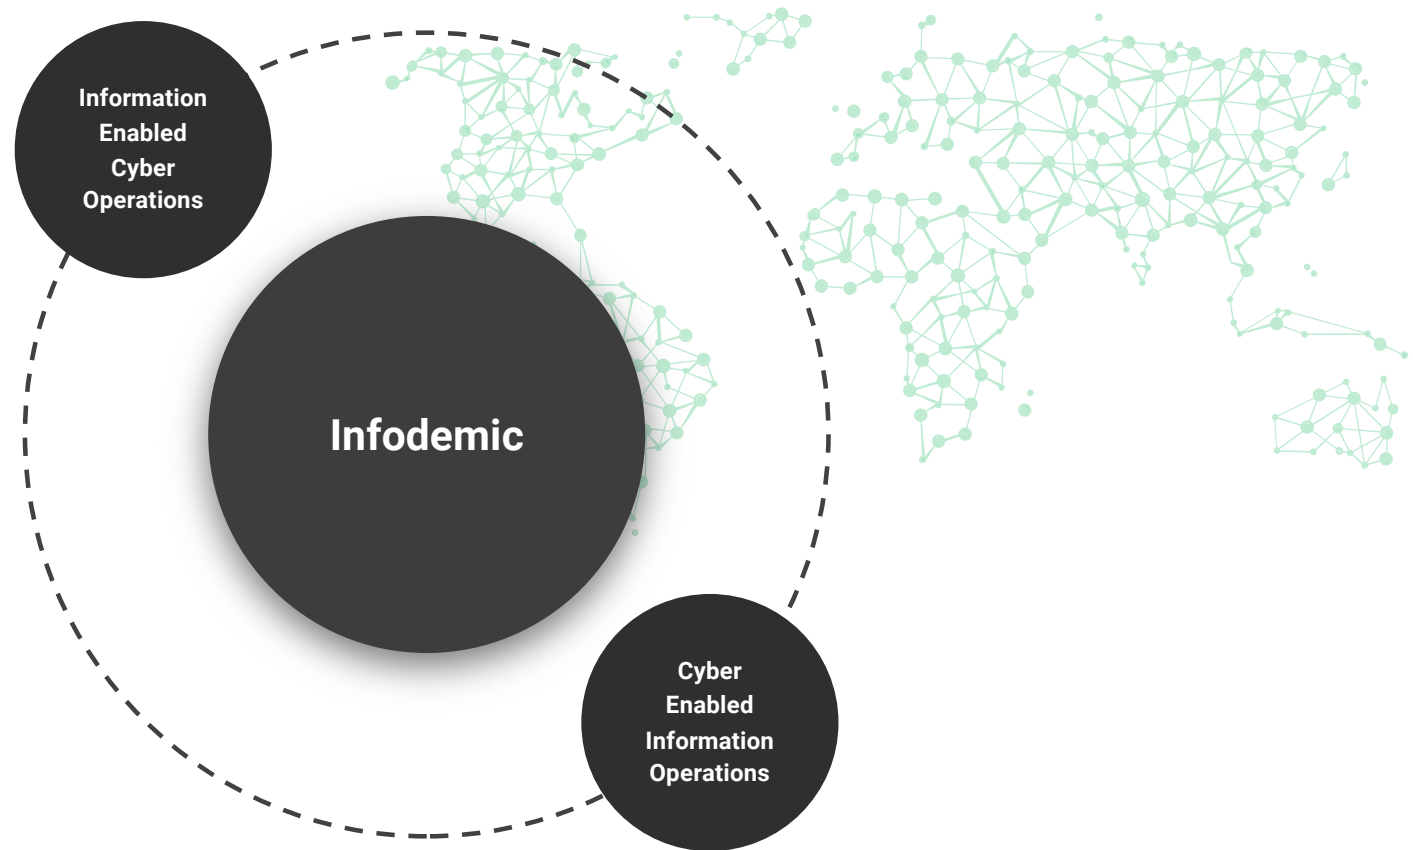 Information
Enabled
Cyber
Operations
Infodemic
Cyber
Enabled
Information
Operations